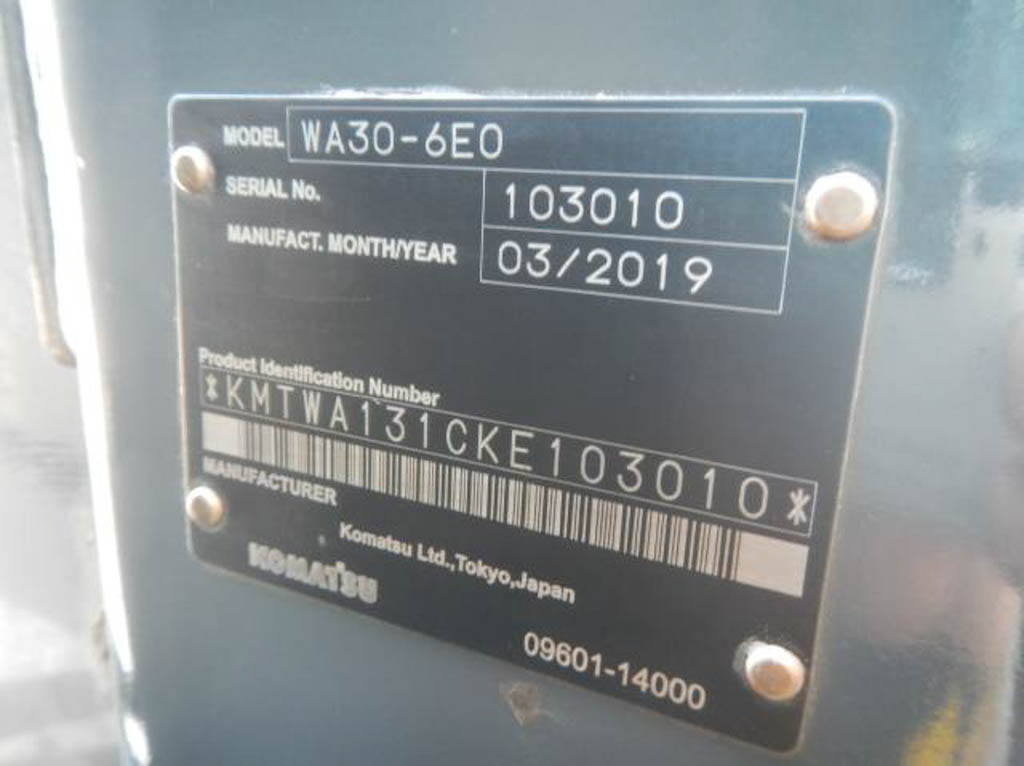 MODEL WA30-6E0
SERIAL No. 103010
MANUFACT. MONTH/YEAR 03/2019
Product Identification Number
*KMTWA131CKE103010*
MANUFACTURER
Komatsu Ltd.,Tokyo,Japan
KOMATSU
09601-14000